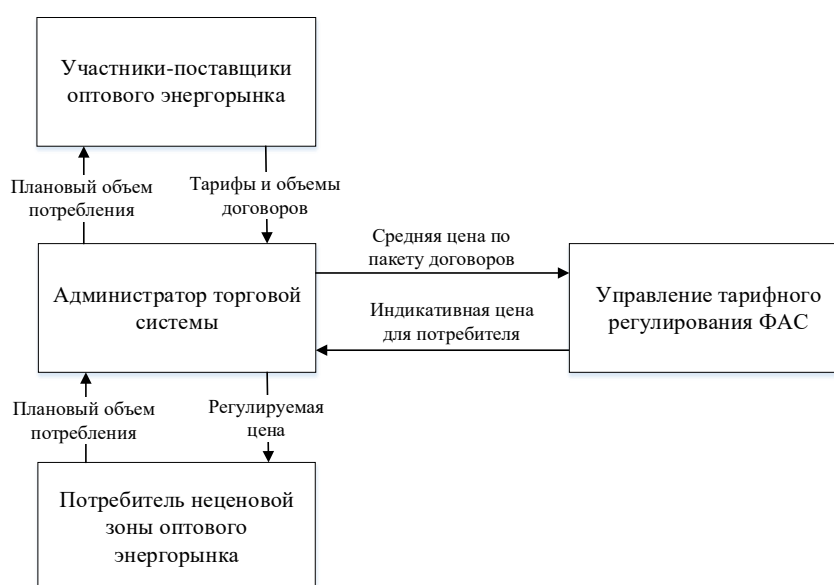 Участники-поставщики
оптового энергорынка
Плановый объем
потребления
Тарифы и объемы
договоров
Средняя цена по
пакету договоров
Администратор торговой
системы
Управление тарифного
регулирования ФАС
Индикативная цена
для потребителя
Плановый объем
потребления
Регулируемая
цена
Потребитель неценовой
зоны оптового
энергорынка